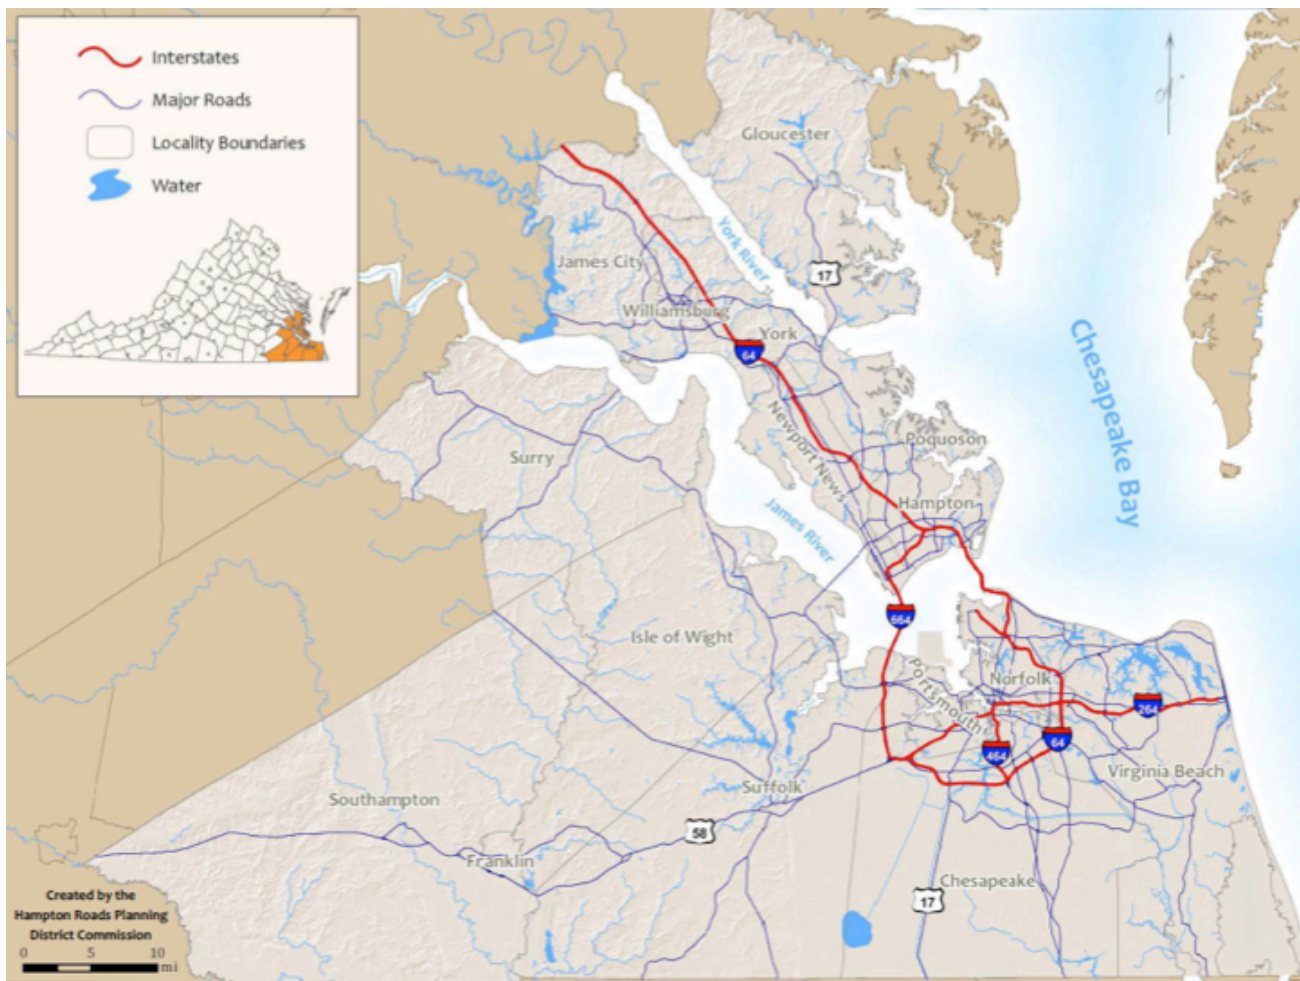 Interstates
Major Roads
Locality Boundaries
Water
Gloucester
York River
17
James City
Williamsburg
York
64
Chesapeake Bay
Newport News
Poquoson
Surry
Hampton
James River
664
Isle of Wight
Norfolk
Portsmouth
264
64
464
Virginia Beach
Suffolk
Southampton
58
Franklin
Chesapeake
17
Created by the
Hampton Roads Planning
District Commission
0 5 10
mi